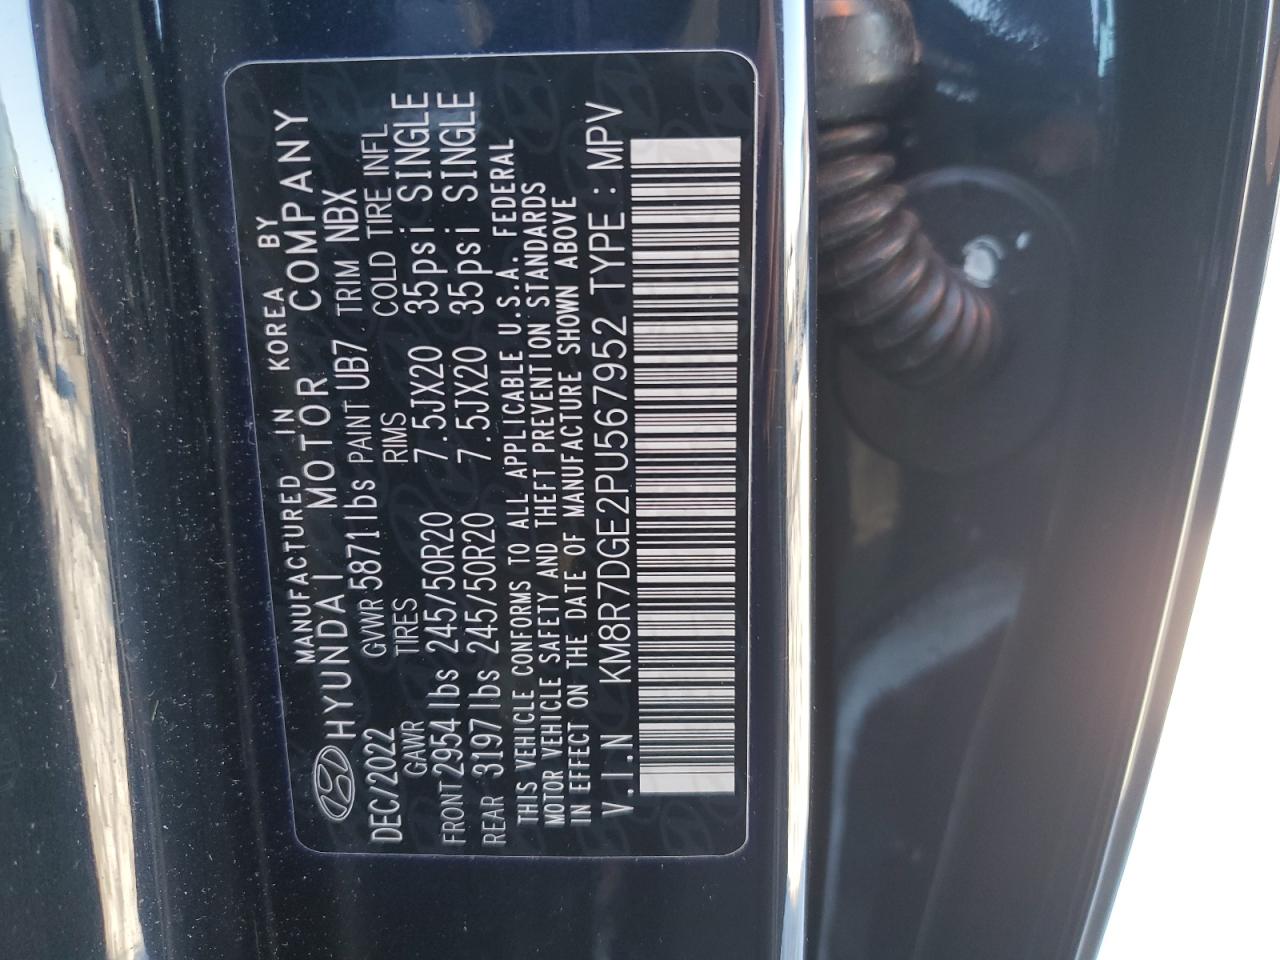 MANUFACTURED IN KOREA BY
HYUNDAI MOTOR COMPANY
DEC/2022 GVWR 5871lbs PAINT UB7 TRIM NBX
GAWR TIRES RIMS COLD TIRE INFL
FRONT 2954lbs 245/50R20 7.5JX20 35psi SINGLE
REAR 3197lbs 245/50R20 7.5JX20 35psi SINGLE
THIS VEHICLE CONFORMS TO ALL APPLICABLE U.S.A. FEDERAL
MOTOR VEHICLE SAFETY AND THEFT PREVENTION STANDARDS
IN EFFECT ON THE DATE OF MANUFACTURE SHOWN ABOVE
V.I.N KM8R7DGE2PU567952 TYPE : MPV